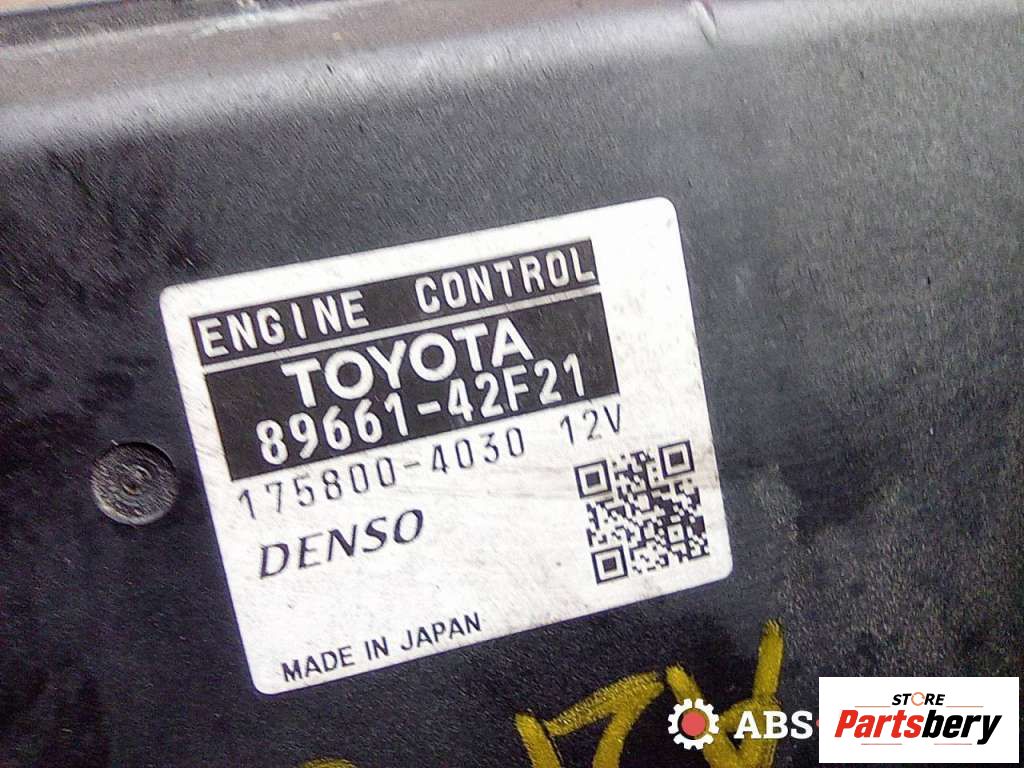 ENGINE CONTROL
TOYOTA
89661-42F21
175800-4030 12V
DENSO
MADE IN JAPAN
ABS-
STORE
Partsbery